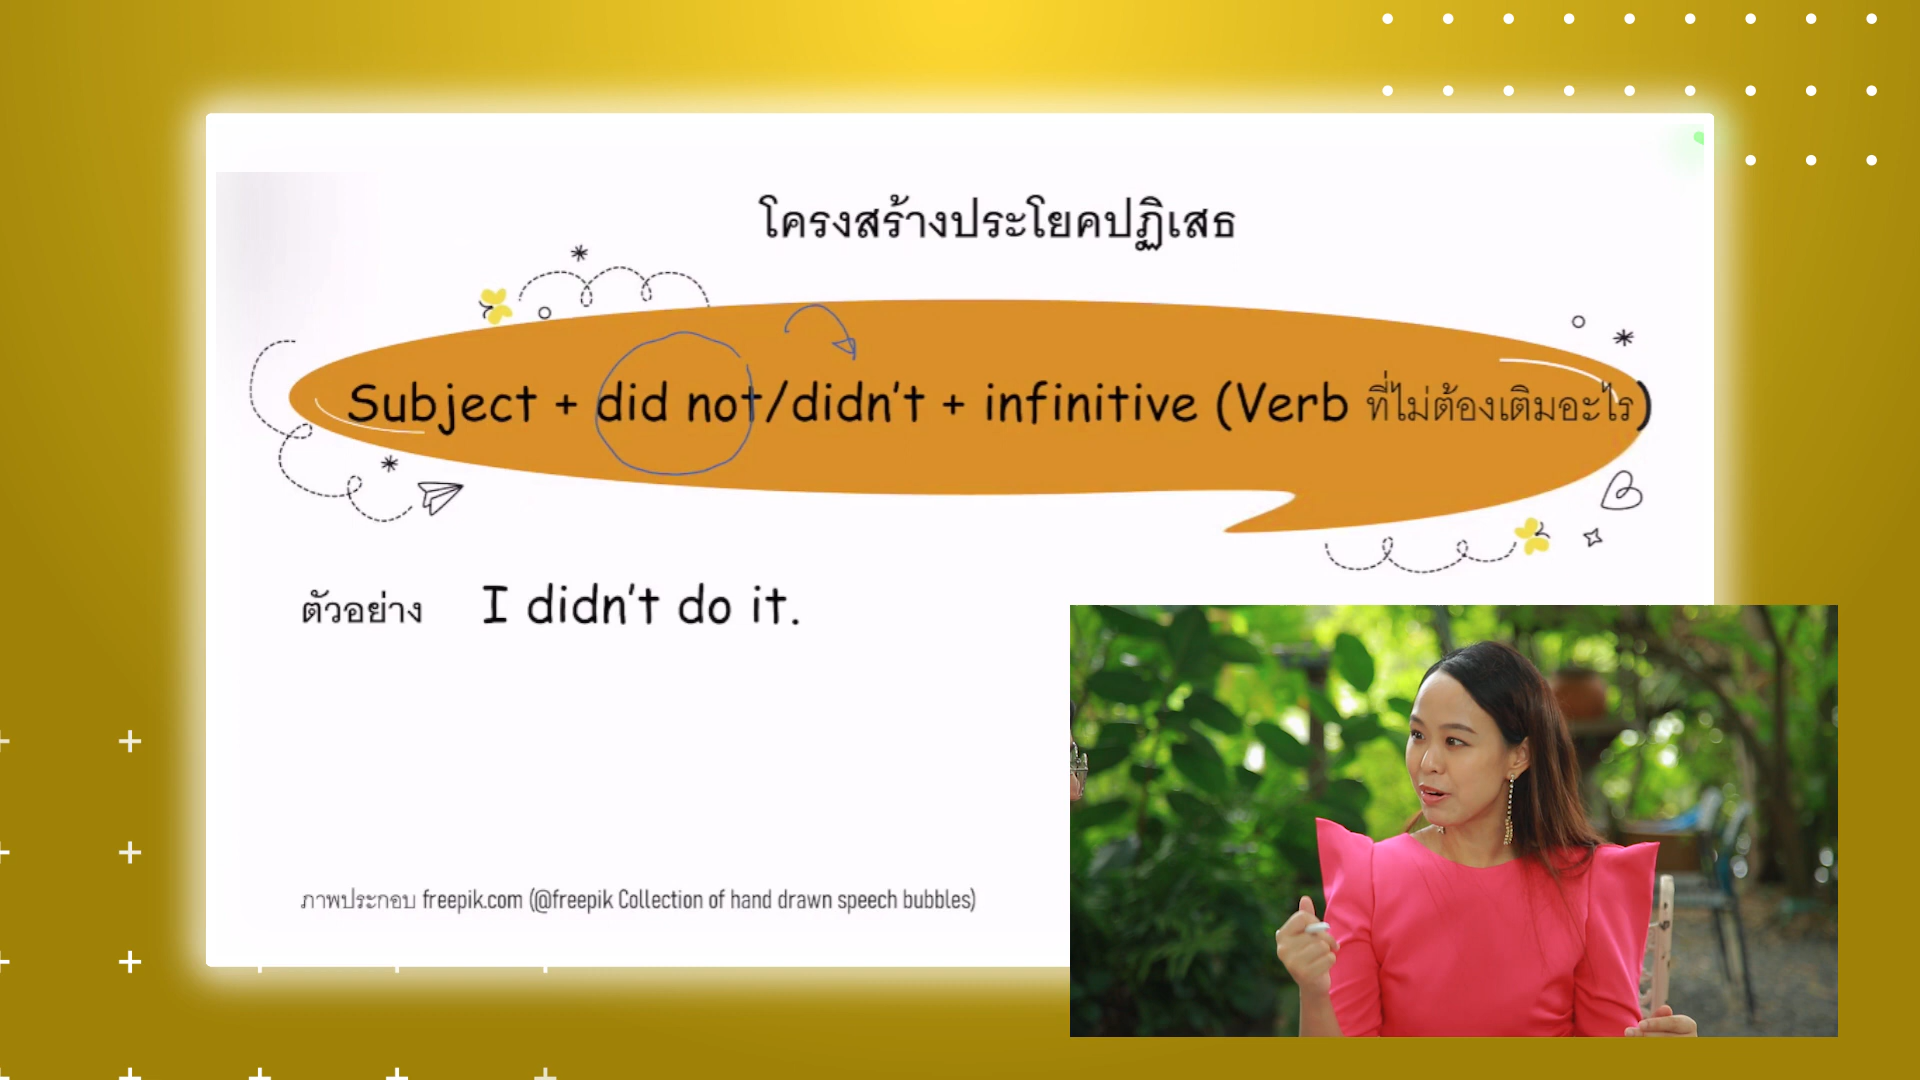 โครงสร้างประโยคปฏิเสธ
Subject + did not/didn't + infinitive (Verb ที่ไม่ต้องเติมอะไร)
ตัวอย่าง I didn't do it.
ภาพประกอบ freepik.com (@freepik Collection of hand drawn speech bubbles)